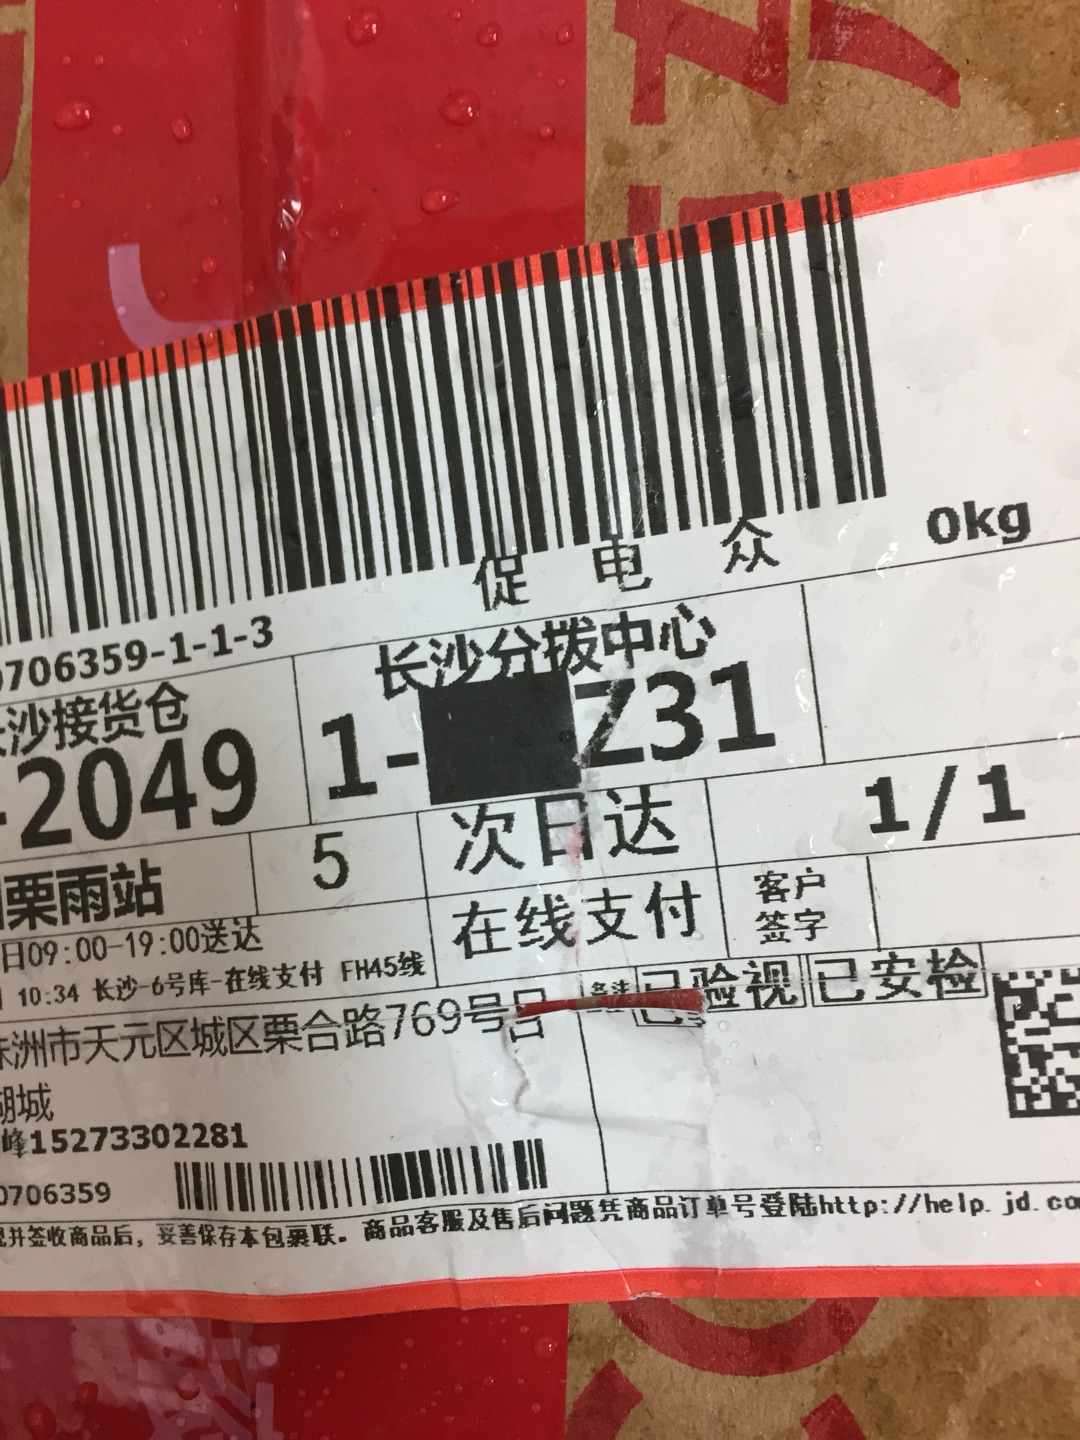 促 电 众
0kg
0706359-1-1-3
长沙分拨中心
沙接货仓
1-
Z31
-2049
1/1
栗雨站
5
次日达
在线支付
客户
签字
日09:00-19:00送达
10:34 长沙-6号库-在线支付 FH45线
备注
已验视 已安检
洲市天元区城区栗合路769号
湖城
峰15273302281
0706359
并签收商品后，妥善保存本包裹联。商品客服及售后问题凭商品订单号登陆http://help.jd.co